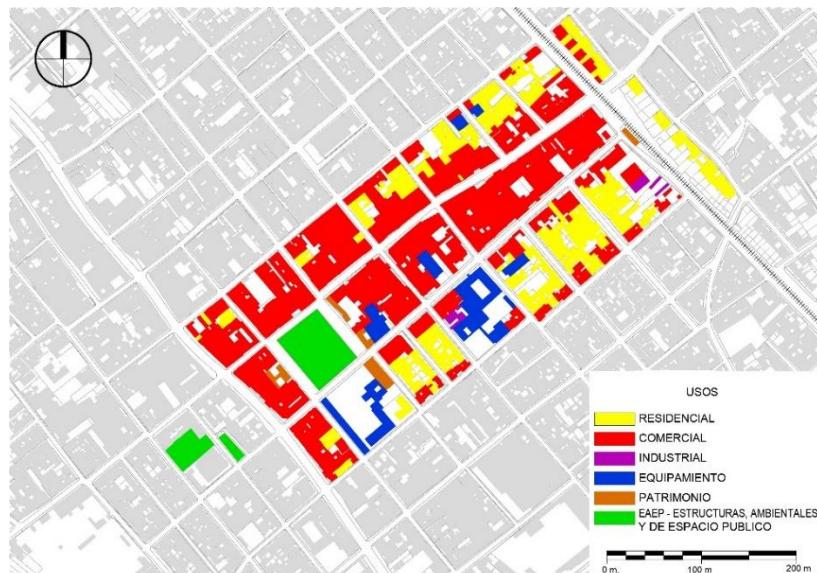 USOS
RESIDENCIAL
COMERCIAL
INDUSTRIAL
EQUIPAMIENTO
PATRIMONIO
EAEP - ESTRUCTURAS, AMBIENTALES
Y DE ESPACIO PUBLICO
0 m. 100 m 200 m